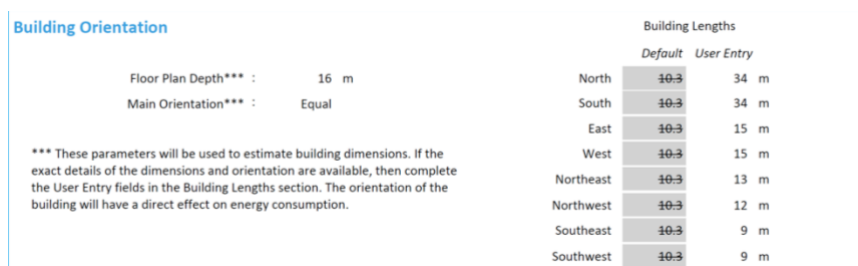 Building Orientation
Building Lengths
Default User Entry
Floor Plan Depth*** : 16 m
Main Orientation*** : Equal
North 10.3 34 m
South 10.3 34 m
East 10.3 15 m
West 10.3 15 m
Northeast 10.3 13 m
Northwest 10.3 12 m
Southeast 10.3 9 m
Southwest 10.3 9 m
*** These parameters will be used to estimate building dimensions. If the
exact details of the dimensions and orientation are available, then complete
the User Entry fields in the Building Lengths section. The orientation of the
building will have a direct effect on energy consumption.